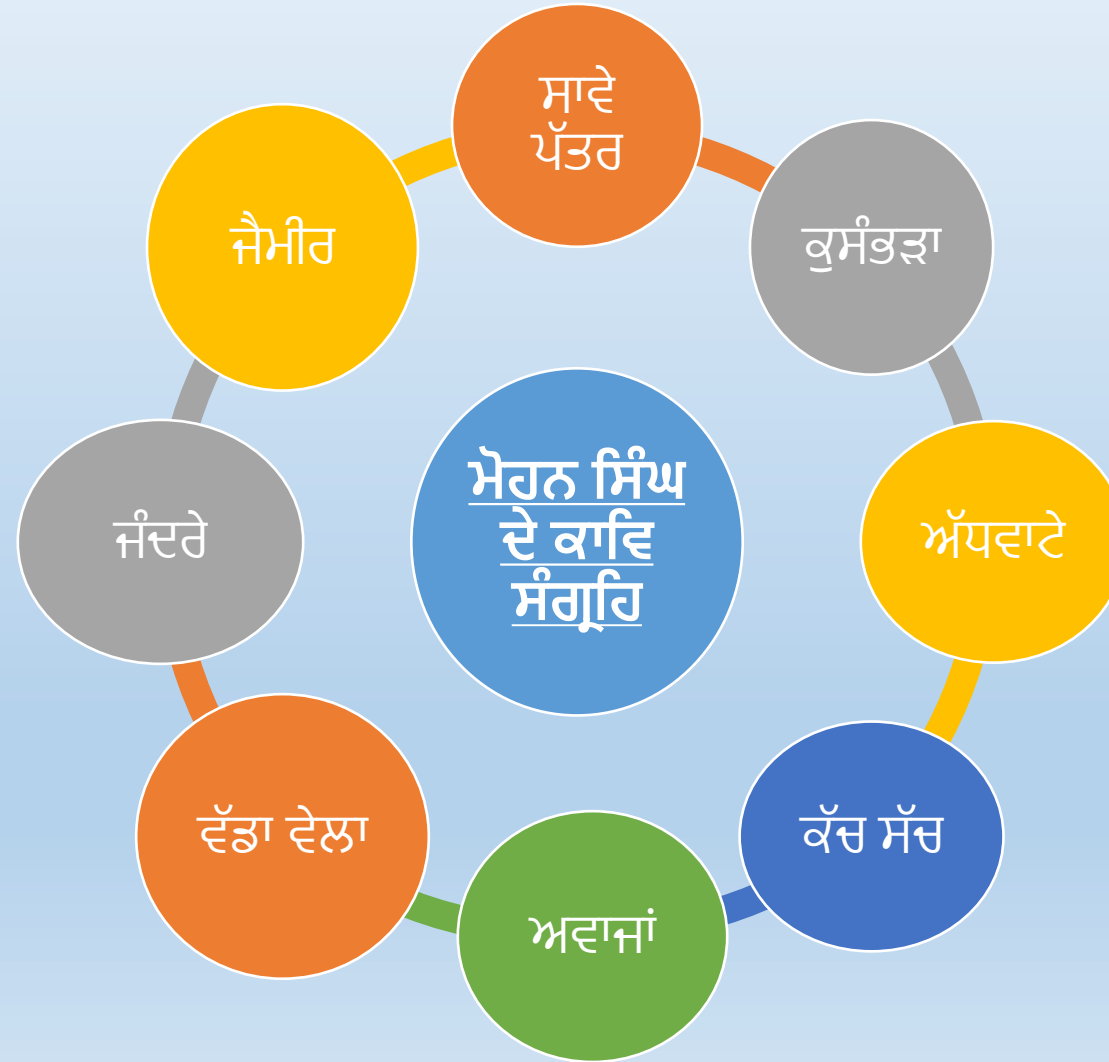 ਸਾਵੇ
ਪੱਤਰ
ਕੁਸੰਭੜਾ
ਅੱਧਵਾਟੇ
ਕੱਚ ਸੱਚ
ਅਵਾਜਾਂ
ਵੱਡਾ ਵੇਲਾ
ਜੰਦਰੇ
ਜੈਮੀਰ
ਮੋਹਨ ਸਿੰਘ
ਦੇ ਕਾਵਿ
ਸੰਗ੍ਰਹਿ